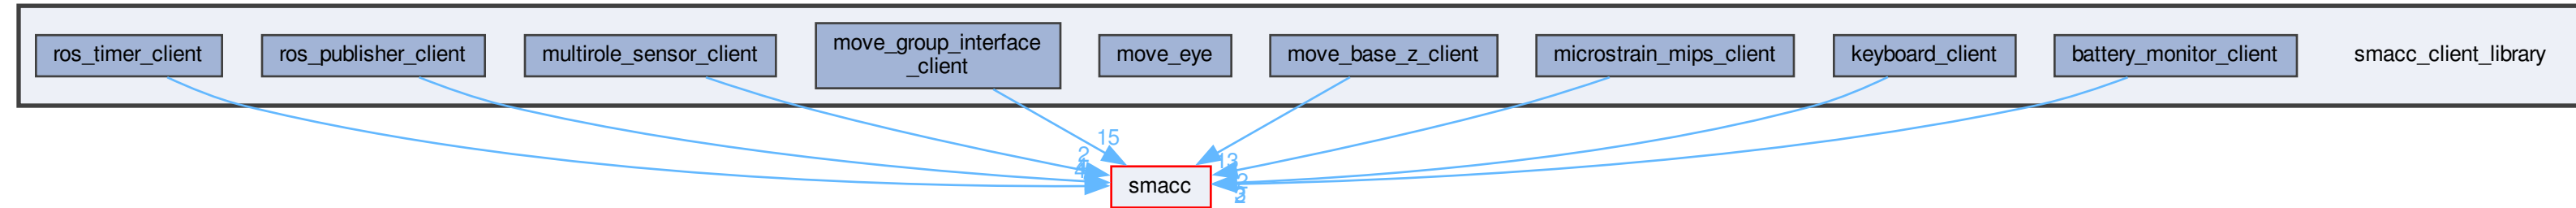 ros_timer_client
ros_publisher_client
multirole_sensor_client
move_group_interface
_client
move_eye
move_base_z_client
microstrain_mips_client
keyboard_client
battery_monitor_client
smacc_client_library
15
2
4
13
2
smacc